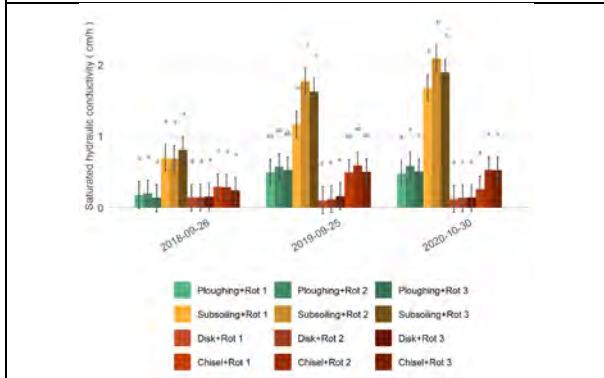 Saturated hydraulic conductivity ( cm/h)
2
1
0
2018-09-26
2019-09-25
2020-10-30
Ploughing+Rot 1
Ploughing+Rot 2
Ploughing+Rot 3
Subsoiling+Rot 1
Subsoiling+Rot 2
Subsoiling+Rot 3
Disk+Rot 1
Disk+Rot 2
Disk+Rot 3
Chisel+Rot 1
Chisel+Rot 2
Chisel+Rot 3